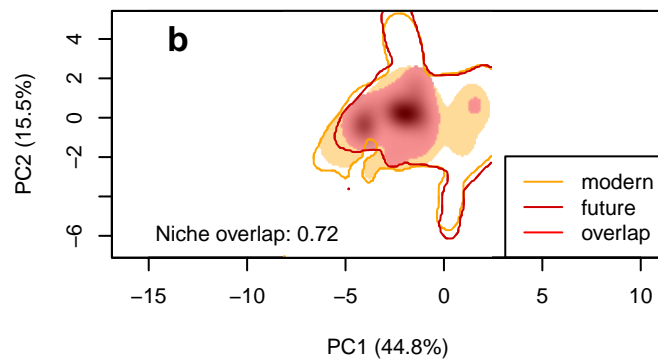 b
4
2
0
−2
−6
PC2 (15.5%)
Niche overlap: 0.72
modern
future
overlap
−15
−10
−5
0
5
10
PC1 (44.8%)